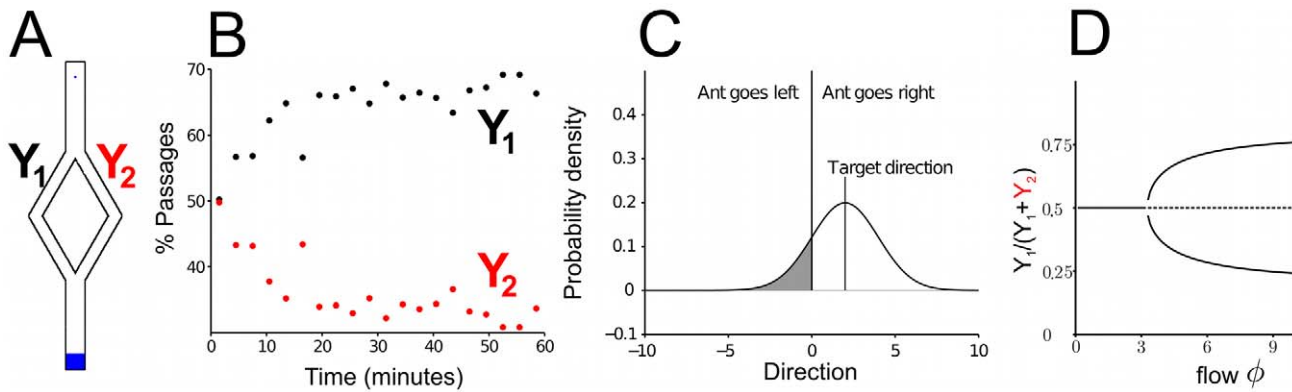 A
Y1
Y2
B
% Passages
70
60
50
40
0
10
20
30
40
50
60
Time (minutes)
Y1
Y2
C
Probability density
0.4
0.3
0.2
0.1
0
−0.1
Ant goes left
Ant goes right
Target direction
−10
−5
0
5
10
Direction
D
Y1/(Y1+ Y2)
0.75
0.5
0.25
0
0
3
6
9
flow ϕ